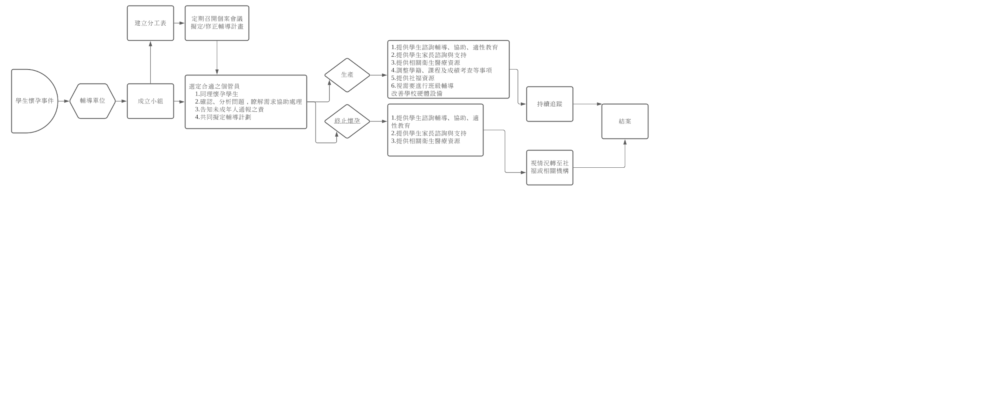 學生懷孕事件
輔導單位
成立小組
建立分工表
定期召開個案會議
擬定/修正輔導計畫
選定合適之個管員
1.同理懷孕學生
2.確認、分析問題，瞭解需求協助處理
3.告知未成年人通報之責
4.共同擬定輔導計劃
生產
終止懷孕
1.提供學生諮詢輔導、協助、適性教育
2.提供學生家長諮詢與支持
3.提供相關衛生醫療資源
4.調整學籍、課程及成績考查等事項
5.提供社福資源
6.視需要進行班級輔導
改善學校硬體設備
1.提供學生諮詢輔導、協助、適
性教育
2.提供學生家長諮詢與支持
3.提供相關衛生醫療資源
持續追蹤
視情況轉至社
福或相關機構
結案